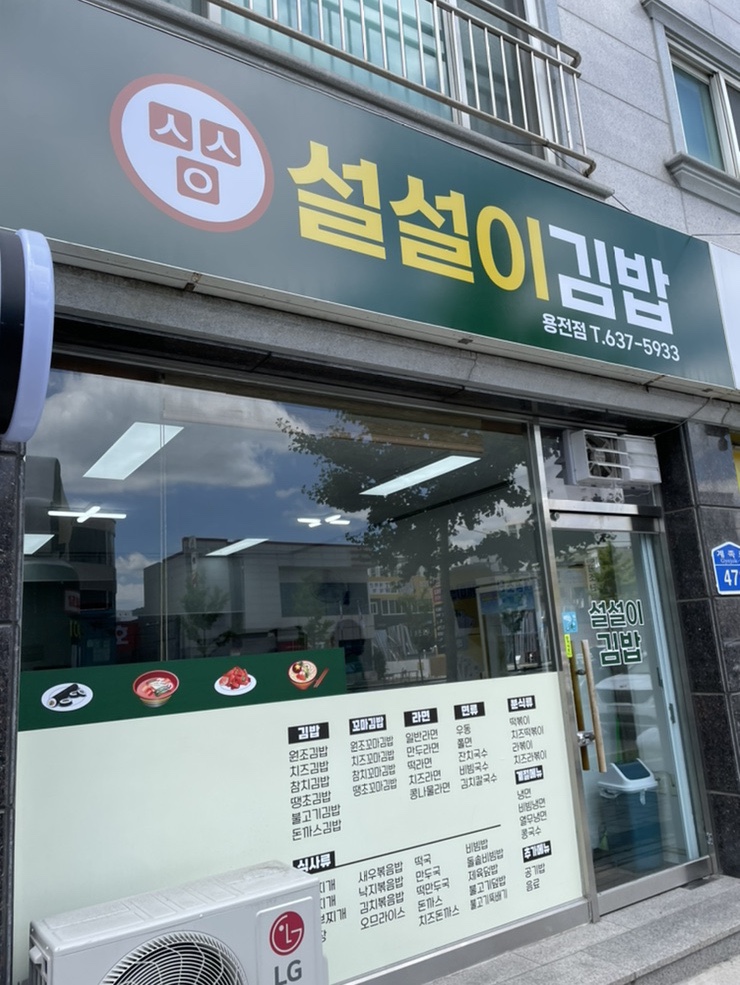 설설이김밥
용전점 T.637-5933
설설이
김밥
47
김밥
원조김밥
치즈김밥
참치김밥
땡초김밥
불고기김밥
돈까스김밥
꼬마김밥
원조꼬마김밥
치즈꼬마김밥
참치꼬마김밥
땡초꼬마김밥
라면
일반라면
만두라면
떡라면
치즈라면
콩나물라면
면류
우동
쫄면
잔치국수
비빔국수
김치칼국수
분식류
떡볶이
치즈떡볶이
라볶이
치즈라볶이
계절메뉴
냉면
비빔냉면
열무냉면
콩국수
추가메뉴
공기밥
음료
식사류
새우볶음밥
낙지볶음밥
김치볶음밥
오므라이스
떡국
만두국
떡만두국
돈까스
치즈돈까스
비빔밥
돌솥비빔밥
제육덮밥
불고기덮밥
불고기뚝배기
LG